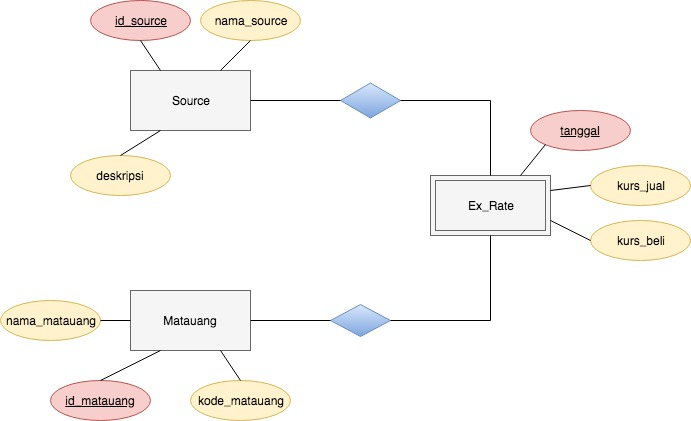 id_source
nama_source
Source
deskripsi
tanggal
kurs_jual
Ex_Rate
kurs_beli
nama_matauang
Matauang
id_matauang
kode_matauang